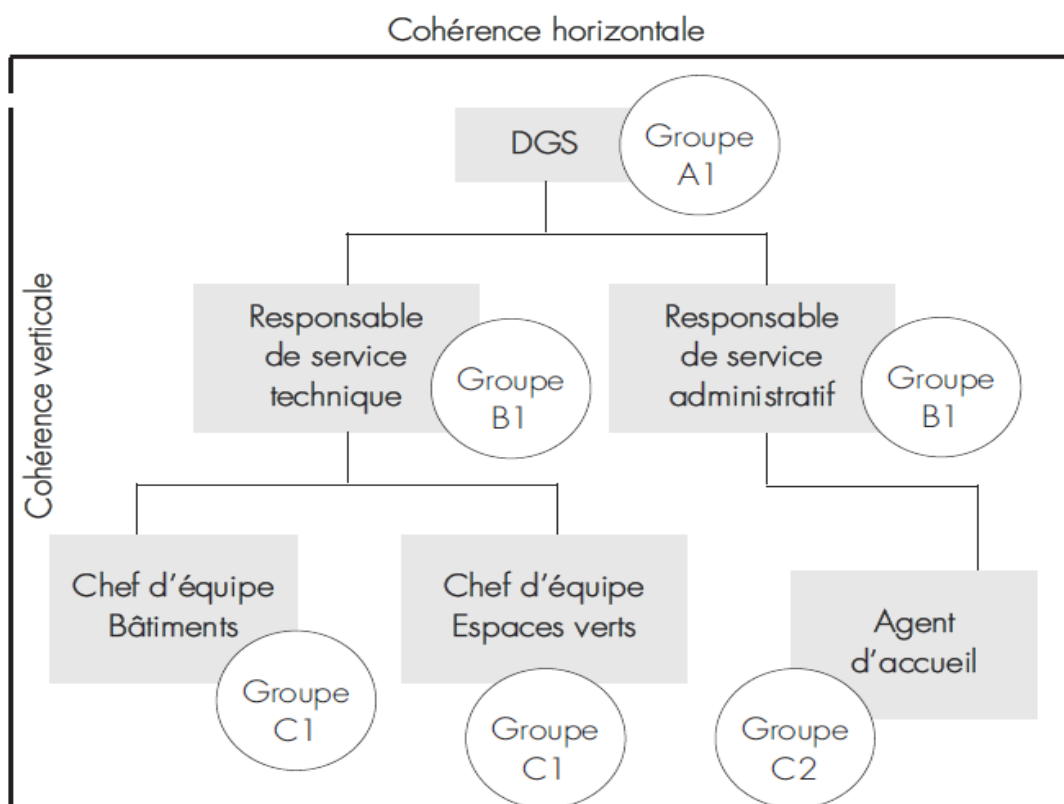 Cohérence horizontale
Cohérence verticale
DGS
Groupe
A1
Responsable
de service
technique
Groupe
B1
Responsable
de service
administratif
Groupe
B1
Chef d'équipe
Bâtiments
Groupe
C1
Chef d'équipe
Espaces verts
Groupe
C1
Agent
d'accueil
Groupe
C2